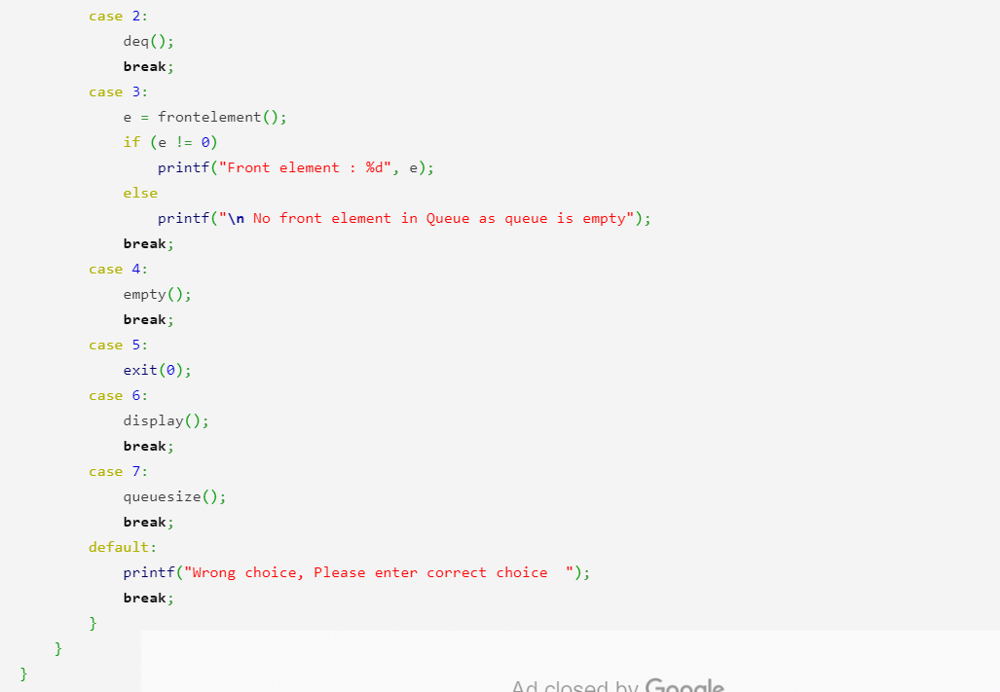 case 2:
deq();
break;
case 3:
e = frontelement();
if (e != 0)
printf("Front element : %d", e);
else
printf("\n No front element in Queue as queue is empty");
break;
case 4:
empty();
break;
case 5:
exit(0);
case 6:
display();
break;
case 7:
queuesize();
break;
default:
printf("Wrong choice, Please enter correct choice  ");
break;
}
}
}
Ad closed by Google